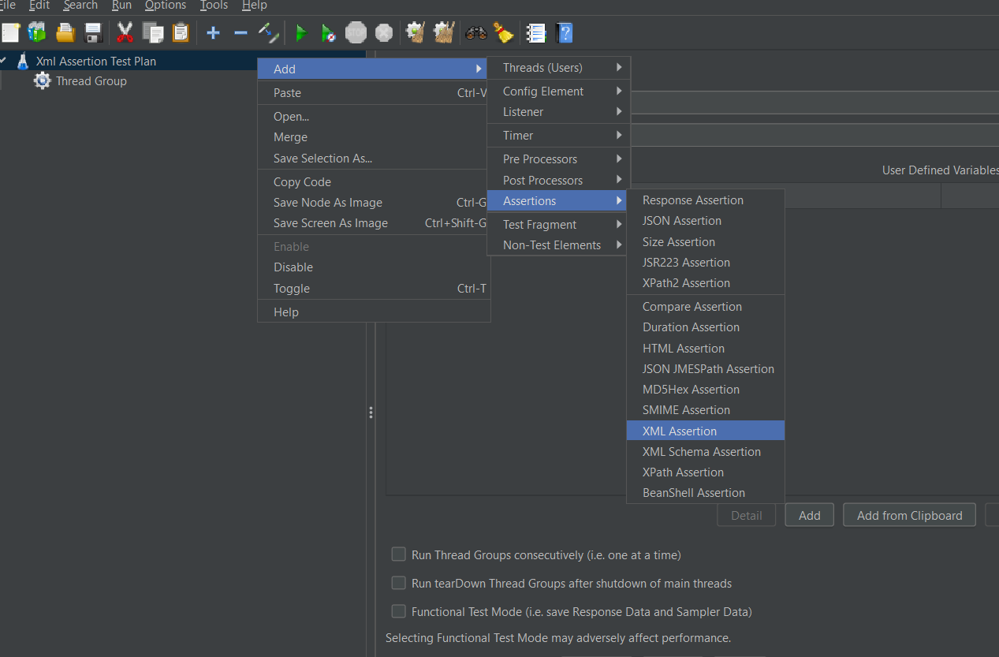 File Edit Search Run Options Tools Help
STOP
Xml Assertion Test Plan
Thread Group
Add
Paste Ctrl-V
Open...
Merge
Save Selection As...
Copy Code
Save Node As Image Ctrl-G
Save Screen As Image Ctrl+Shift-G
Enable
Disable
Toggle Ctrl-T
Help
Threads (Users)
Config Element
Listener
Timer
Pre Processors
Post Processors
Assertions
Test Fragment
Non-Test Elements
Response Assertion
JSON Assertion
Size Assertion
JSR223 Assertion
XPath2 Assertion
Compare Assertion
Duration Assertion
HTML Assertion
JSON JMESPath Assertion
MD5Hex Assertion
SMIME Assertion
XML Assertion
XML Schema Assertion
XPath Assertion
BeanShell Assertion
User Defined Variables
Detail Add Add from Clipboard
Run Thread Groups consecutively (i.e. one at a time)
Run tearDown Thread Groups after shutdown of main threads
Functional Test Mode (i.e. save Response Data and Sampler Data)
Selecting Functional Test Mode may adversely affect performance.